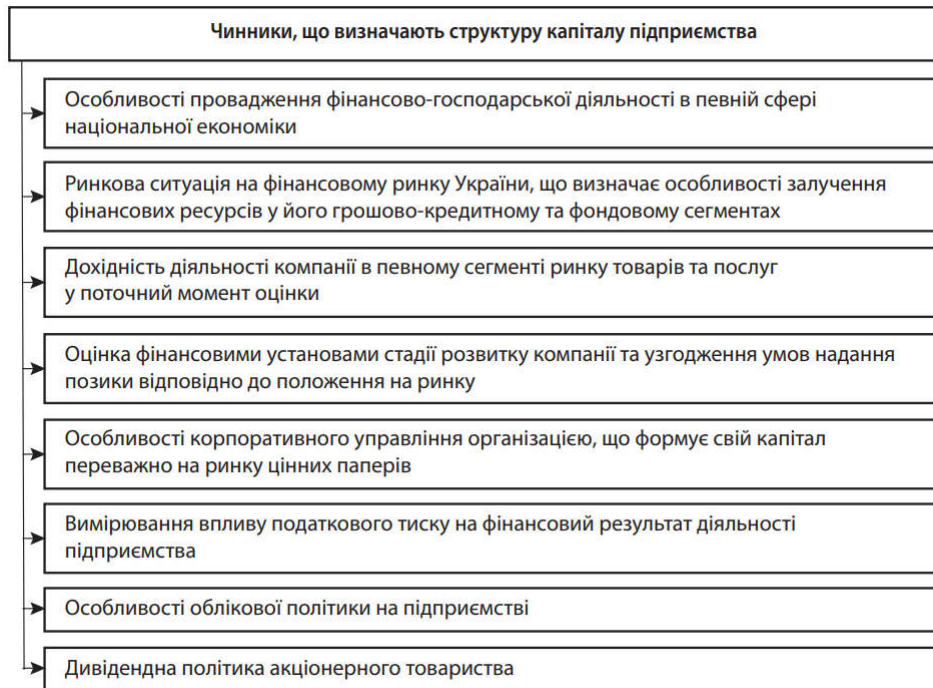 Чинники, що визначають структуру капіталу підприємства
Особливості провадження фінансово-господарської діяльності в певній сфері
національної економіки
Ринкова ситуація на фінансовому ринку України, що визначає особливості залучення
фінансових ресурсів у його грошово-кредитному та фондовому сегментах
Дохідність діяльності компанії в певному сегменті ринку товарів та послуг
у поточний момент оцінки
Оцінка фінансовими установами стадії розвитку компанії та узгодження умов надання
позики відповідно до положення на ринку
Особливості корпоративного управління організацією, що формує свій капітал
переважно на ринку цінних паперів
Вимірювання впливу податкового тиску на фінансовий результат діяльності
підприємства
Особливості облікової політики на підприємстві
Дивідендна політика акціонерного товариства